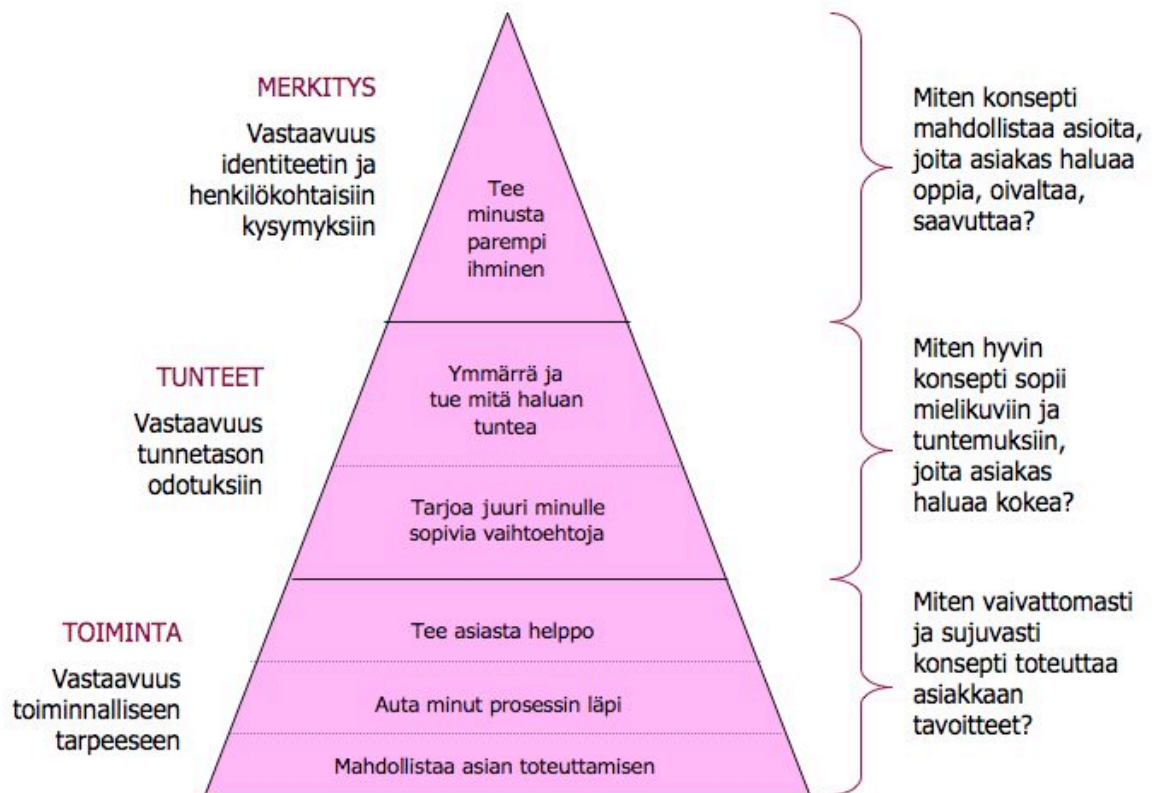 MERKITYS
Vastaavuus
identiteetin ja
henkilökohtaisiin
kysymyksiin
Tee
minusta
parempi
ihminen
Miten konsepti
mahdollistaa asioita,
joita asiakas haluaa
oppia, oivaltaa,
saavuttaa?
TUNTEET
Vastaavuus
tunnetason
odotuksiin
Ymmärrä ja
tue mitä haluan
tuntea
Tarjoa juuri minulle
sopivia vaihtoehtoja
Miten hyvin
konsepti sopii
mielikuviin ja
tuntemuksiin,
joita asiakas
haluaa kokea?
TOIMINTA
Vastaavuus
toiminnalliseen
tarpeeseen
Tee asiasta helppo
Auta minut prosessin läpi
Mahdollistaa asian toteuttamisen
Miten vaivattomasti
ja sujuvasti
konsepti toteuttaa
asiakkaan
tavoitteet?